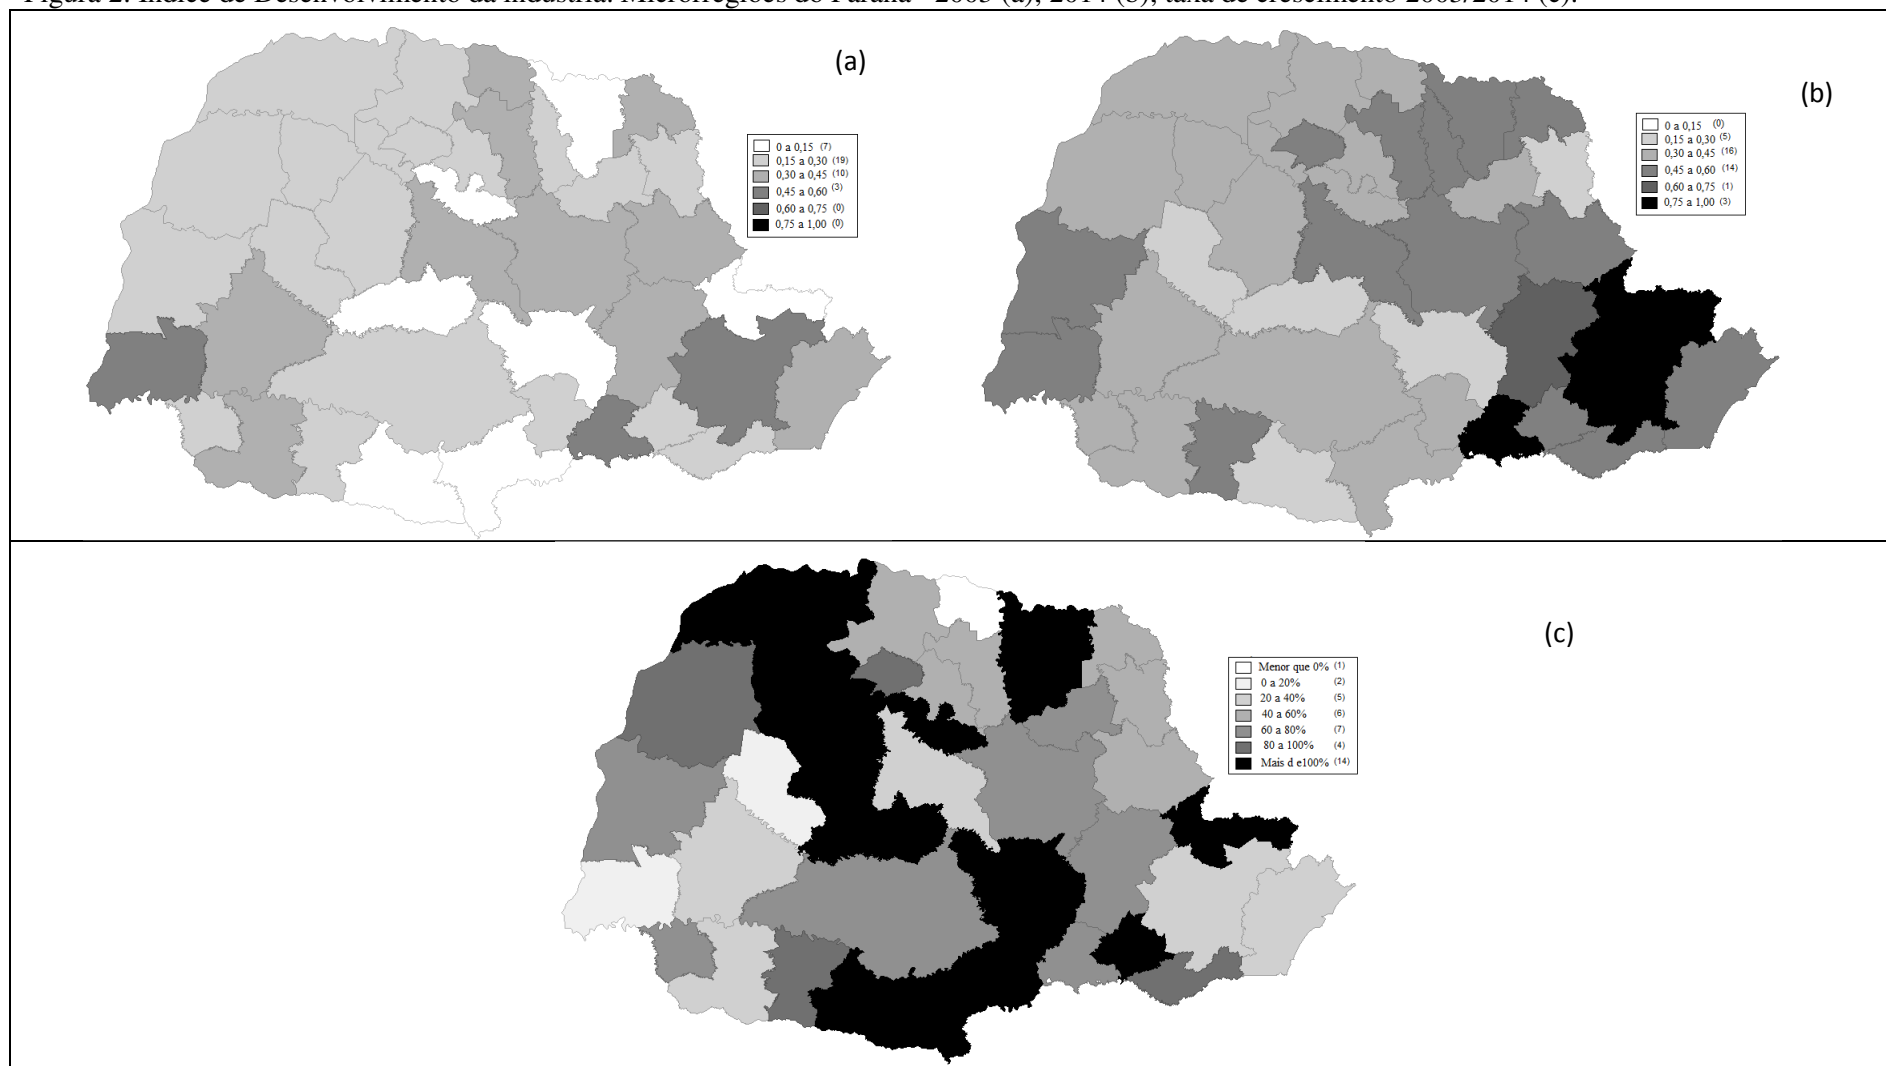 Figura 2: Índice de Desenvolvimento da indústria: Microrregiões do Paraná - 2003 (a), 2014 (b), taxa de crescimento 2003/2014 (c).
(a)
0 a 0,15 (7)
0,15 a 0,30 (19)
0,30 a 0,45 (10)
0,45 a 0,60 (3)
0,60 a 0,75 (0)
0,75 a 1,00 (0)
(b)
0 a 0,15 (0)
0,15 a 0,30 (5)
0,30 a 0,45 (16)
0,45 a 0,60 (14)
0,60 a 0,75 (1)
0,75 a 1,00 (3)
(c)
Menor que 0% (1)
0 a 20% (2)
20 a 40% (5)
40 a 60% (6)
60 a 80% (7)
80 a 100% (4)
Mais d e100% (14)